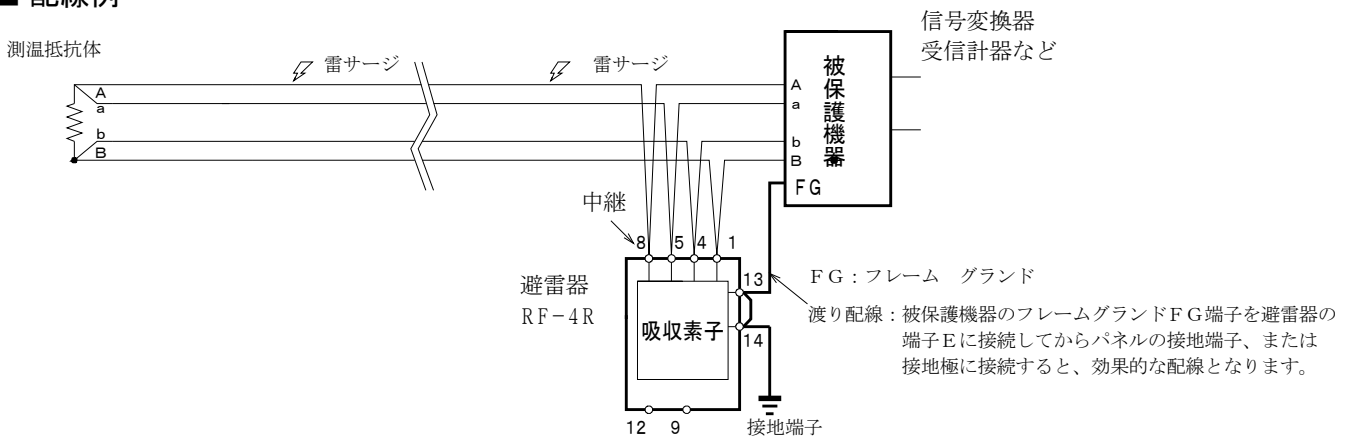 ■ 配線例
測温抵抗体
雷サージ
雷サージ
信号変換器
受信計器など
A
a
b
B
被保護機器
A
a
b
B
FG
中継
8 5 4 1
避雷器
RF-4R
吸収素子
13
14
12 9
接地端子
FG:フレーム グランド
渡り配線:被保護機器のフレームグランドFG端子を避雷器の
端子Eに接続してからパネルの接地端子、または
接地極に接続すると、効果的な配線となります。